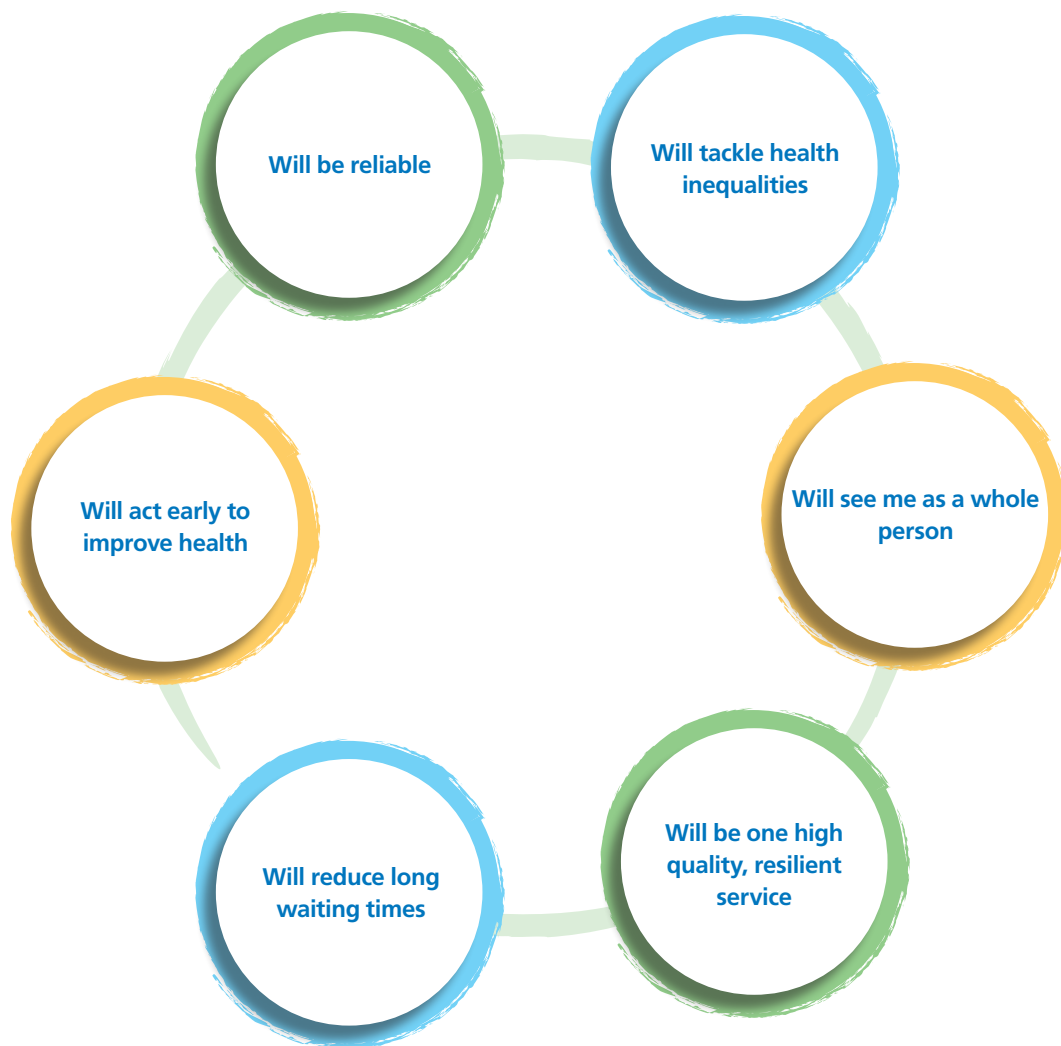 Will be reliable
Will tackle health
inequalities
Will see me as a whole
person
Will be one high
quality, resilient
service
Will reduce long
waiting times
Will act early to
improve health